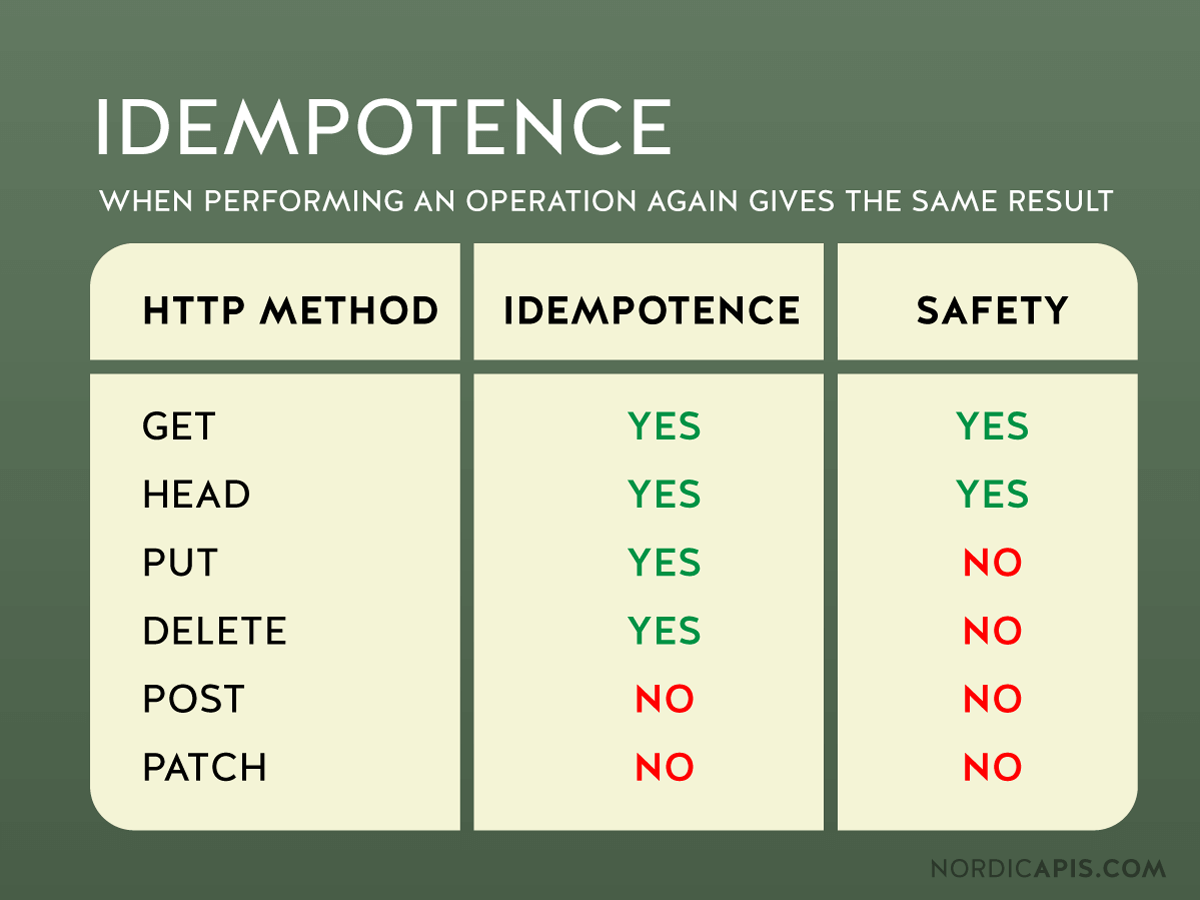 IDEMPOTENCE
WHEN PERFORMING AN OPERATION AGAIN GIVES THE SAME RESULT
HTTP METHOD IDEMPOTENCE SAFETY
GET YES YES
HEAD YES YES
PUT YES NO
DELETE YES NO
POST NO NO
PATCH NO NO
NORDICAPIS.COM